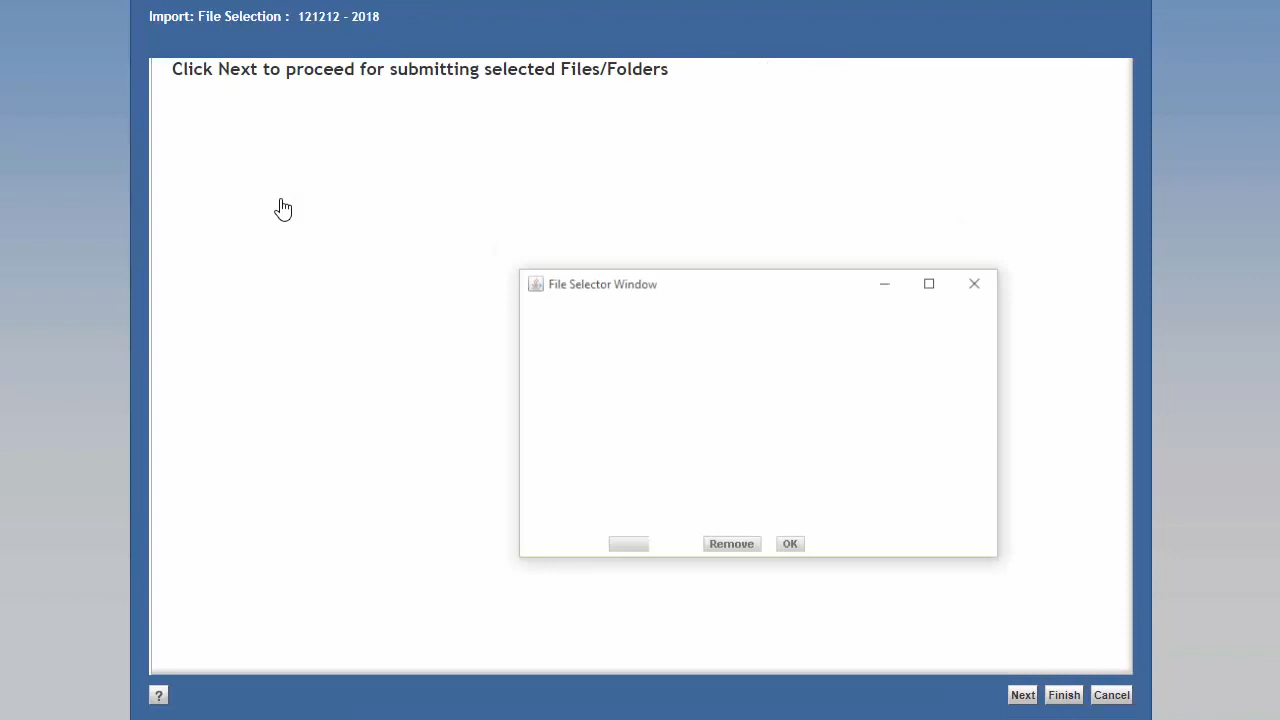 Import: File Selection : 121212 - 2018
Click Next to proceed for submitting selected Files/Folders
File Selector Window
Remove OK
? Next Finish Cancel